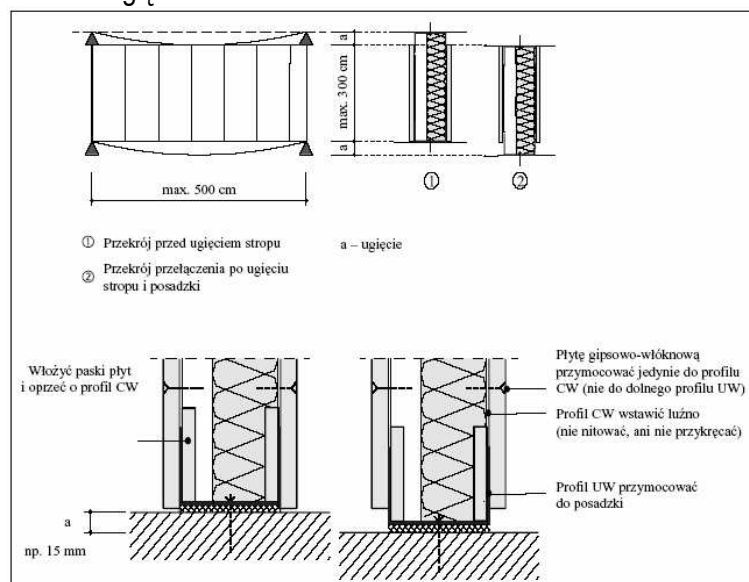 a
max. 300 cm
a
max. 500 cm
①
②
① Przekrój przed ugięciem stropu
a – ugięcie
② Przekrój przełączenia po ugięciu
stropu i posadzki
Włożyć paski płyt
i oprzeć o profil CW
Płytę gipsowo-włóknową
przymocować jedynie do profilu
CW (nie do dolnego profilu UW)
Profil CW wstawić luźno
(nie nitować, ani nie przykręcać)
Profil UW przymocować
do posadzki
a
np. 15 mm